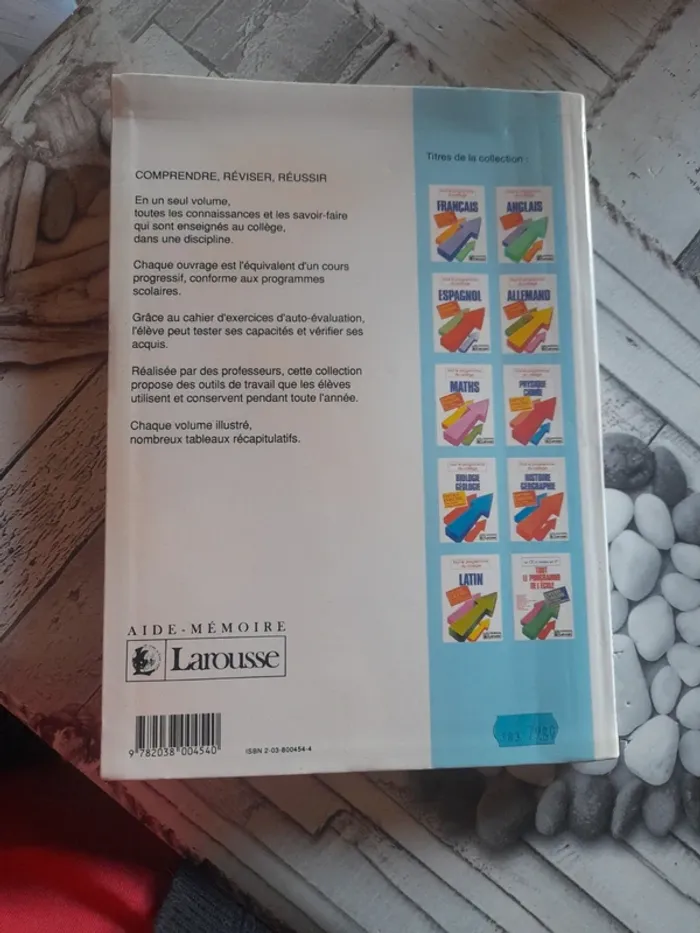 COMPRENDRE, RÉVISER, RÉUSSIR
En un seul volume,
toutes les connaissances et les savoir-faire
qui sont enseignés au collège,
dans une discipline.
Chaque ouvrage est l'équivalent d'un cours
progressif, conforme aux programmes
scolaires.
Grâce au cahier d'exercices d'auto-évaluation,
l'élève peut tester ses capacités et vérifier ses
acquis.
Réalisée par des professeurs, cette collection
propose des outils de travail que les élèves
utilisent et conservent pendant toute l'année.
Chaque volume illustré,
nombreux tableaux récapitulatifs.
AIDE-MÉMOIRE
LAROUSSE
9 782038 004540
ISBN 2-03-800454-4
Titres de la collection :
FRANÇAIS
ANGLAIS
ESPAGNOL
ALLEMAND
MATHS
PHYSIQUE
CHIMIE
BIOLOGIE
GEOLOGIE
HISTOIRE
GEOGRAPHIE
LATIN
TOUT
LE PROGRAMME
DE L'ÉCOLE